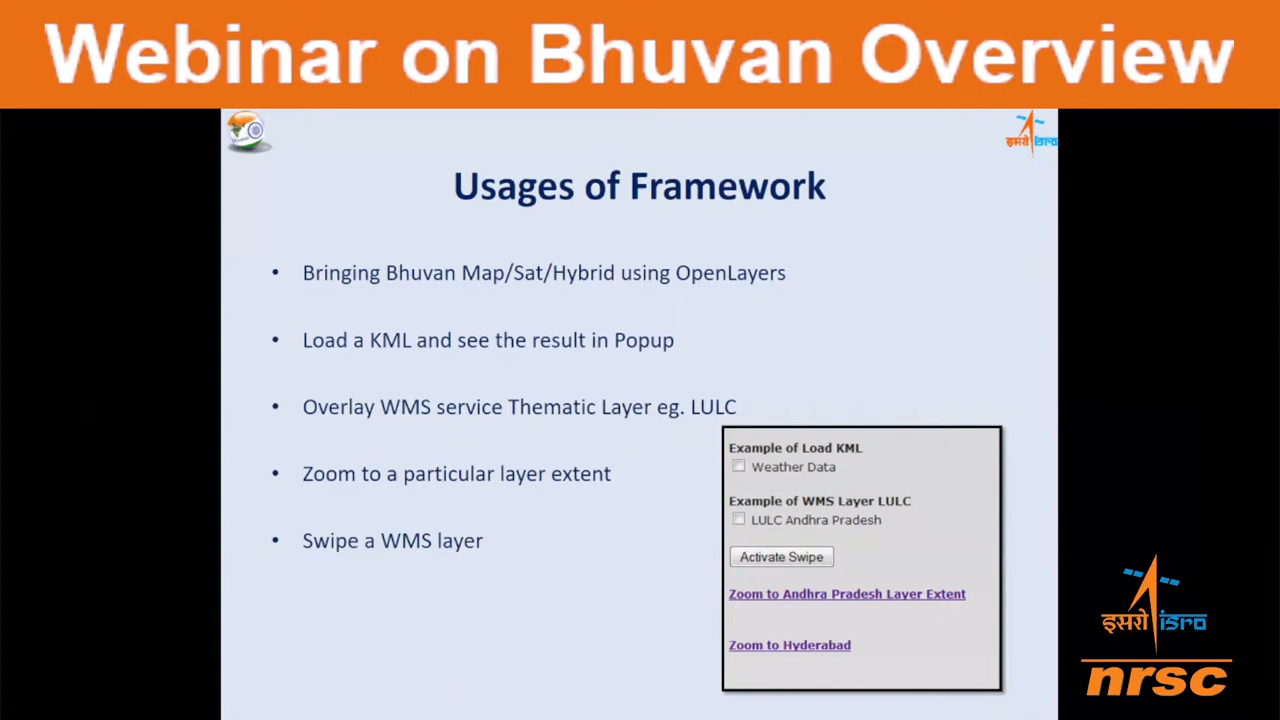 Webinar on Bhuvan Overview
इसरो isro
Usages of Framework
• Bringing Bhuvan Map/Sat/Hybrid using OpenLayers
• Load a KML and see the result in Popup
• Overlay WMS service Thematic Layer eg. LULC
• Zoom to a particular layer extent
• Swipe a WMS layer
Example of Load KML
Weather Data
Example of WMS Layer LULC
LULC Andhra Pradesh
Activate Swipe
Zoom to Andhra Pradesh Layer Extent
Zoom to Hyderabad
इसरो isro
nrsc